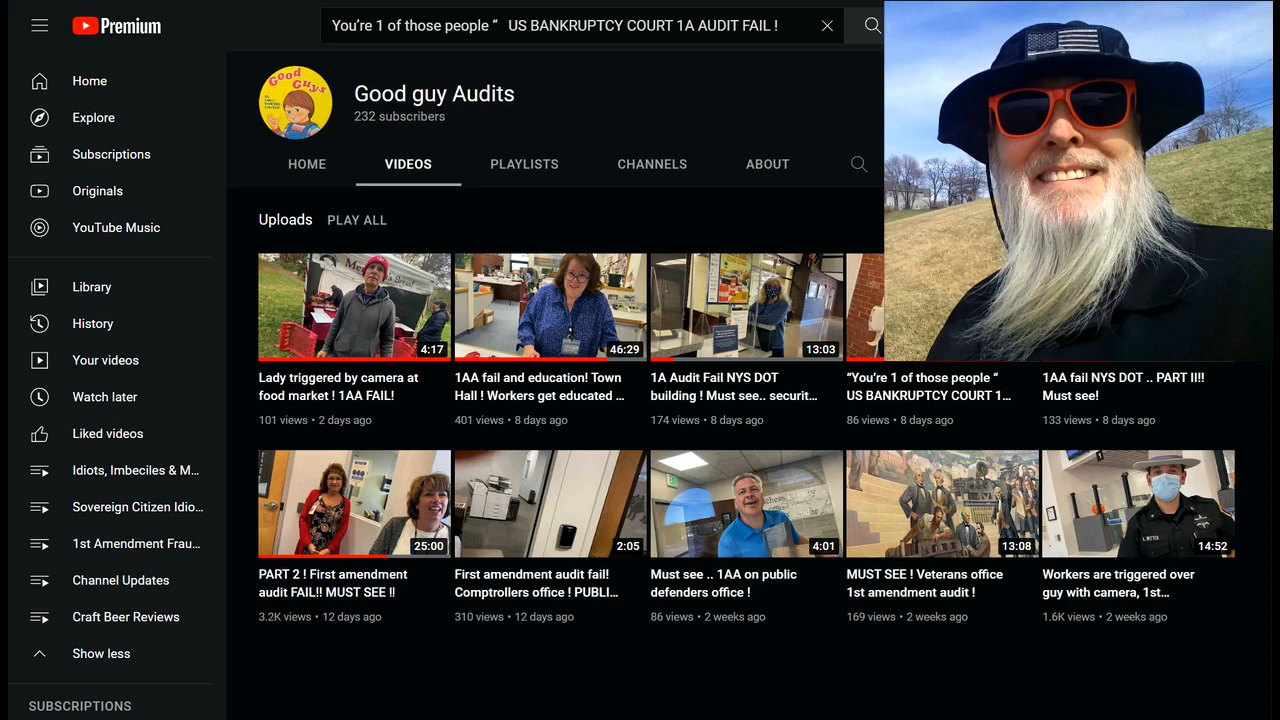 Premium
You’re 1 of those people “   US BANKRUPTCY COURT 1A AUDIT FAIL !
Home
Explore
Subscriptions
Originals
YouTube Music
Library
History
Your videos
Watch later
Liked videos
Idiots, Imbeciles & M...
Sovereign Citizen Idio...
1st Amendment Frau...
Channel Updates
Craft Beer Reviews
Show less
SUBSCRIPTIONS
Good Guys
Good guy Audits
232 subscribers
HOME
VIDEOS
PLAYLISTS
CHANNELS
ABOUT
Uploads
PLAY ALL
4:17
46:29
13:03
Lady triggered by camera at
food market ! 1AA FAIL!
101 views • 2 days ago
1AA fail and education! Town
Hall ! Workers get educated ...
401 views • 8 days ago
1A Audit Fail NYS DOT
building ! Must see.. securit...
174 views • 8 days ago
“You’re 1 of those people “
US BANKRUPTCY COURT 1...
86 views • 8 days ago
1AA fail NYS DOT .. PART II!!
Must see!
133 views • 8 days ago
25:00
2:05
4:01
13:08
14:52
PART 2 ! First amendment
audit FAIL!! MUST SEE !!
3.2K views • 12 days ago
First amendment audit fail!
Comptrollers office ! PUBLI...
310 views • 12 days ago
Must see .. 1AA on public
defenders office !
86 views • 2 weeks ago
MUST SEE ! Veterans office
1st amendment audit !
169 views • 2 weeks ago
Workers are triggered over
guy with camera, 1st...
1.6K views • 2 weeks ago